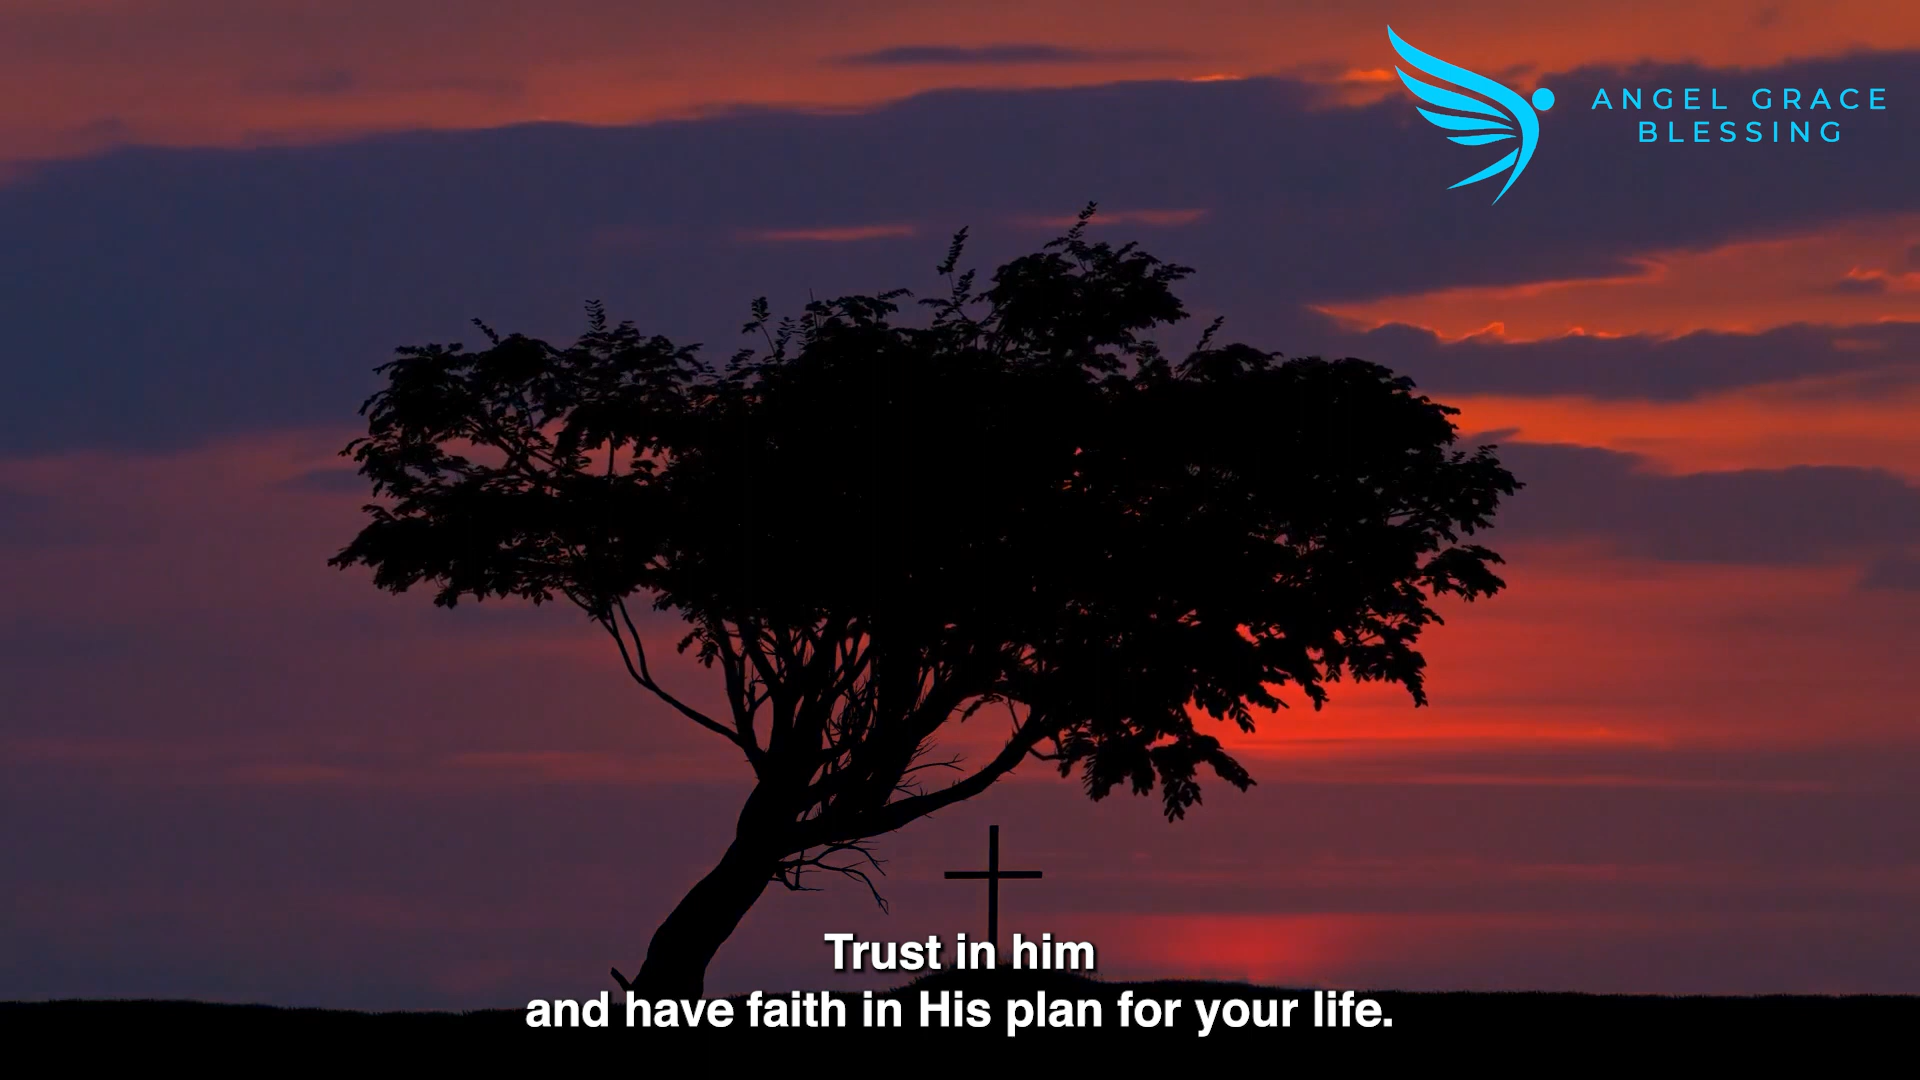 ANGEL GRACE
BLESSING
Trust in him
and have faith in His plan for your life.